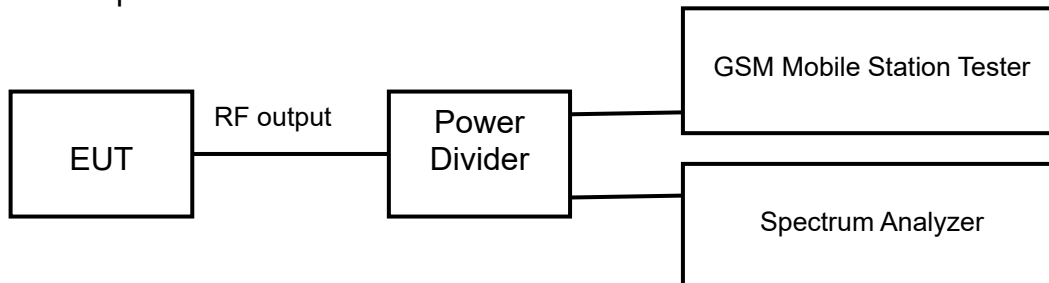 GSM Mobile Station Tester
RF output
EUT
Power
Divider
Spectrum Analyzer